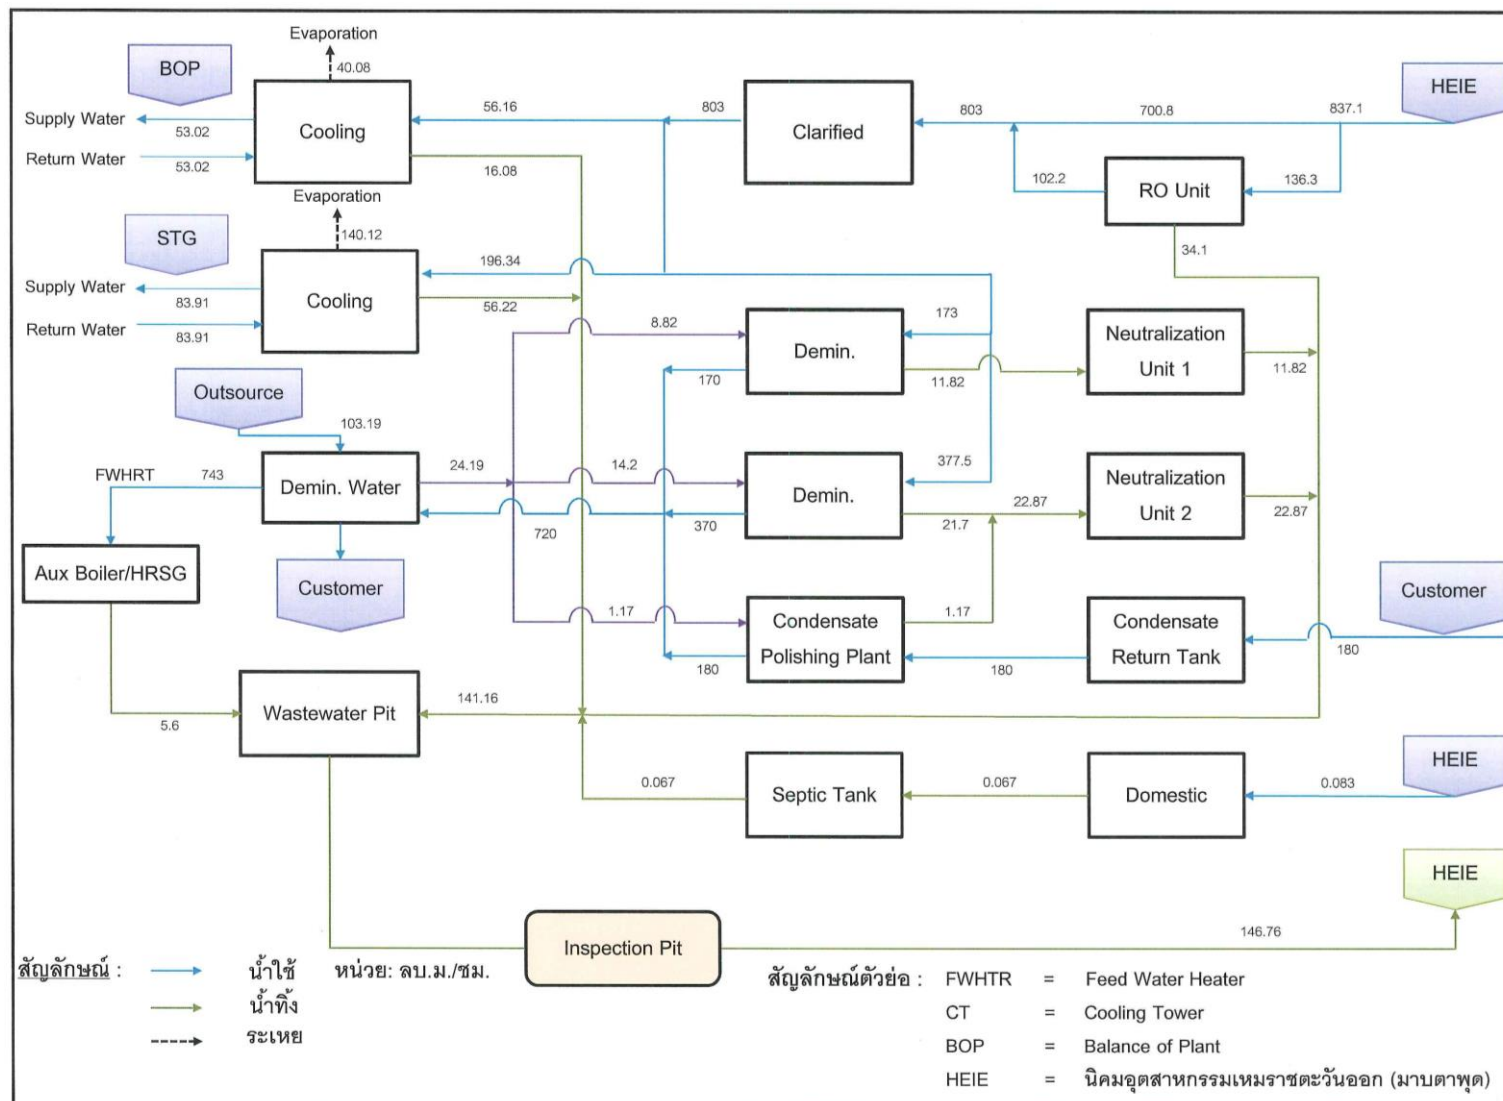 Evaporation
40.08
BOP
HEIE
Supply Water
53.02
Cooling
56.16
803
Clarified
803
700.8
837.1
Return Water
53.02
16.08
102.2
RO Unit
136.3
Evaporation
140.12
34.1
STG
196.34
Supply Water
83.91
Cooling
56.22
Return Water
83.91
8.82
173
Demin.
Neutralization
Unit 1
170
11.82
11.82
Outsource
103.19
FWHRT
743
Demin. Water
24.19
14.2
377.5
Demin.
Neutralization
Unit 2
720
370
21.7
22.87
22.87
Aux Boiler/HRSG
Customer
Customer
1.17
Condensate
Polishing Plant
1.17
Condensate
Return Tank
180
180
180
5.6
Wastewater Pit
141.16
HEIE
0.067
Septic Tank
0.067
Domestic
0.083
HEIE
Inspection Pit
146.76
สัญลักษณ์ :
น้ำใช้
หน่วย: ลบ.ม./ชม.
น้ำทิ้ง
ระเหย
สัญลักษณ์ตัวย่อ :
FWHTR = Feed Water Heater
CT = Cooling Tower
BOP = Balance of Plant
HEIE = นิคมอุตสาหกรรมเหมราชตะวันออก (มาบตาพุด)